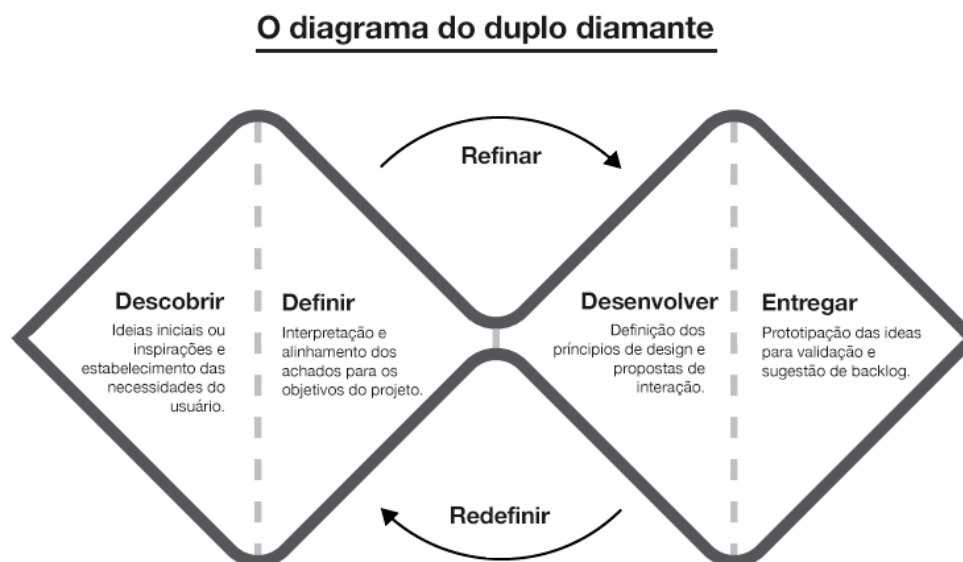 O diagrama do duplo diamante
Refinar
Descobrir
Ideias iniciais ou
inspirações e
estabelecimento das
necessidades do
usuário.
Definir
Interpretação e
alinhamento dos
achados para os
objetivos do projeto.
Desenvolver
Definição dos
príncipios de design e
propostas de
interação.
Entregar
Prototipação das ideias
para validação e
sugestão de backlog.
Redefinir